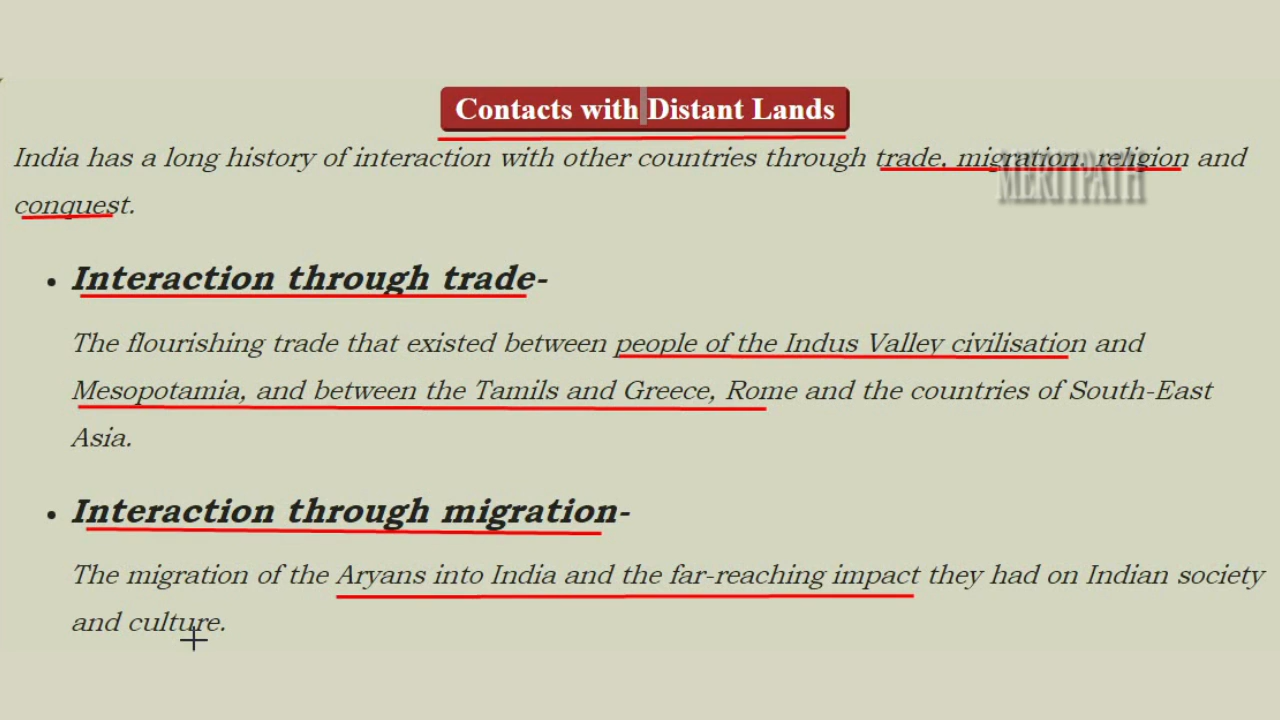 Contacts with Distant Lands
India has a long history of interaction with other countries through trade, migration, religion and
MERITPATH
conquest.
• Interaction through trade-
The flourishing trade that existed between people of the Indus Valley civilisation and
Mesopotamia, and between the Tamils and Greece, Rome and the countries of South-East
Asia.
• Interaction through migration-
The migration of the Aryans into India and the far-reaching impact they had on Indian society
and culture.